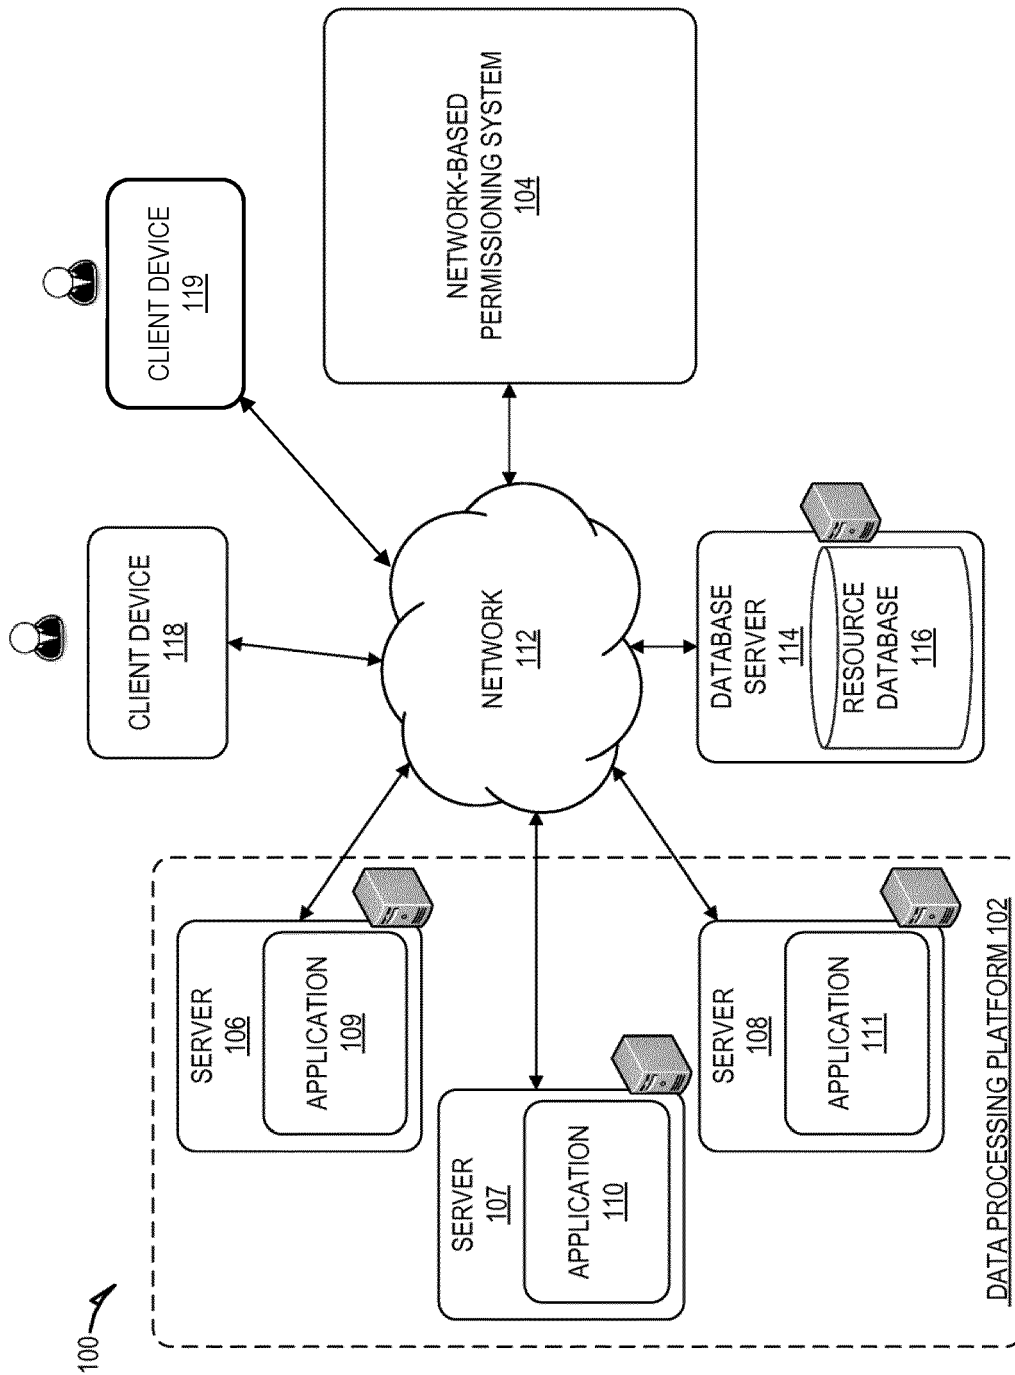 100
SERVER
106
APPLICATION
109
SERVER
107
APPLICATION
110
SERVER
108
APPLICATION
111
DATA PROCESSING PLATFORM 102
CLIENT DEVICE
118
CLIENT DEVICE
119
NETWORK
112
DATABASE
SERVER
114
RESOURCE
DATABASE
116
NETWORK-BASED
PERMISSIONING SYSTEM
104